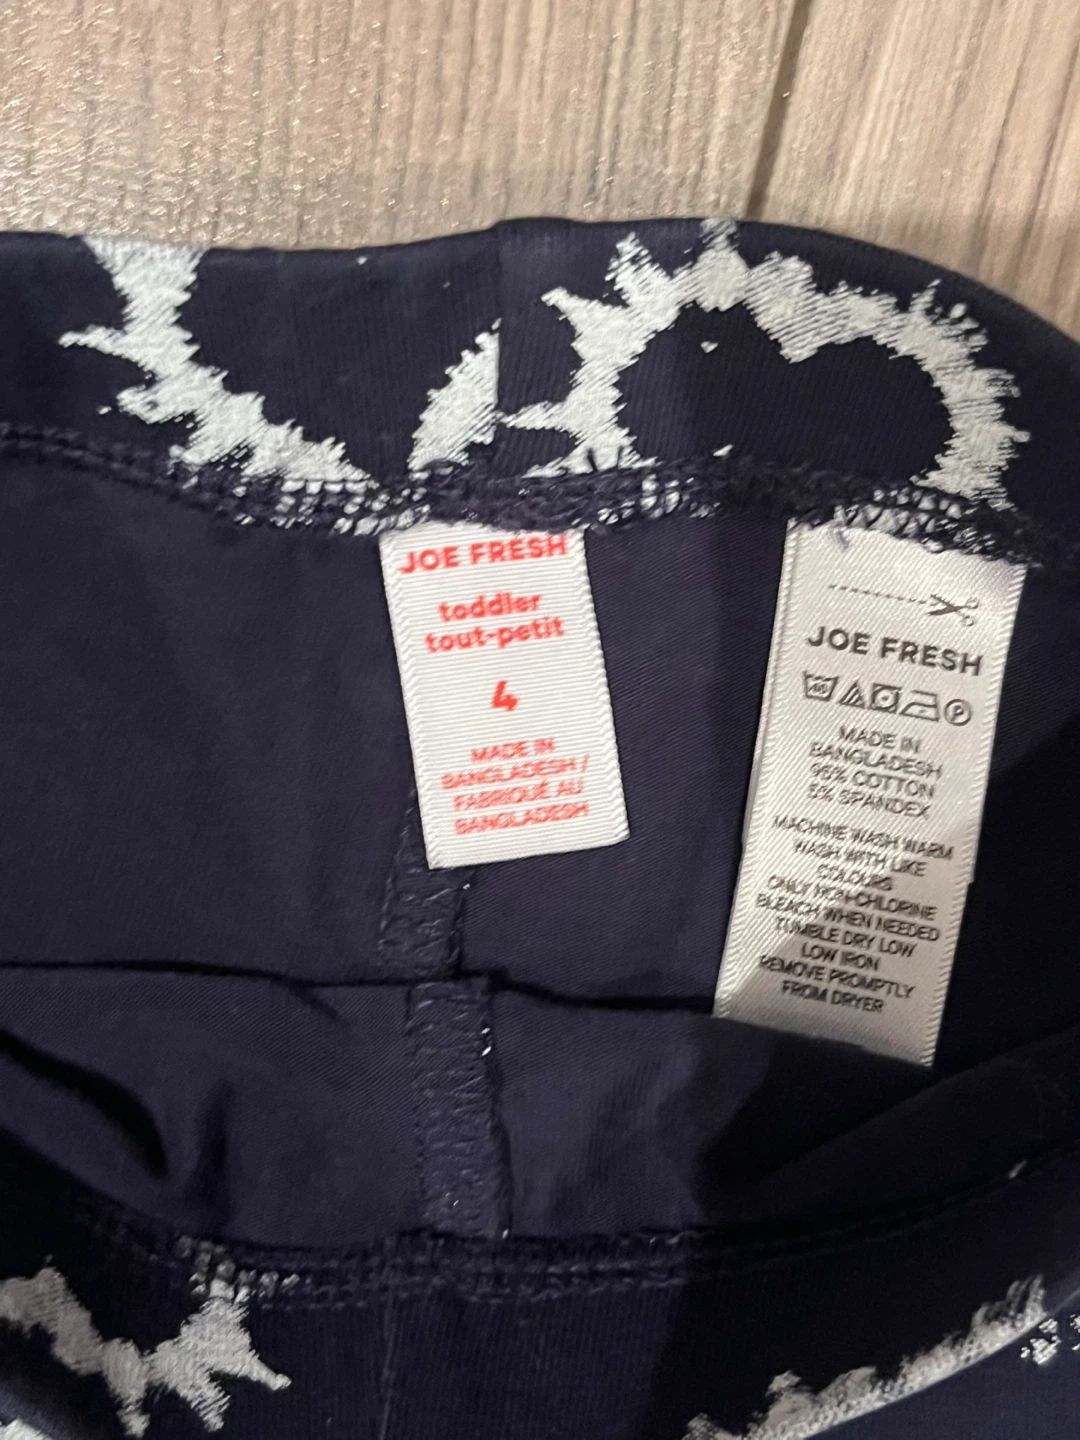 JOE FRESH
toddler
tout-petit
4
MADE IN
BANGLADESH /
FABRIQUÉ AU
BANGLADESH
JOE FRESH
40
P
MADE IN
BANGLADESH
95% COTTON
5% SPANDEX
MACHINE WASH WARM
WASH WITH LIKE
COLOURS
ONLY NON-CHLORINE
BLEACH WHEN NEEDED
TUMBLE DRY LOW
LOW IRON
REMOVE PROMPTLY
FROM DRYER